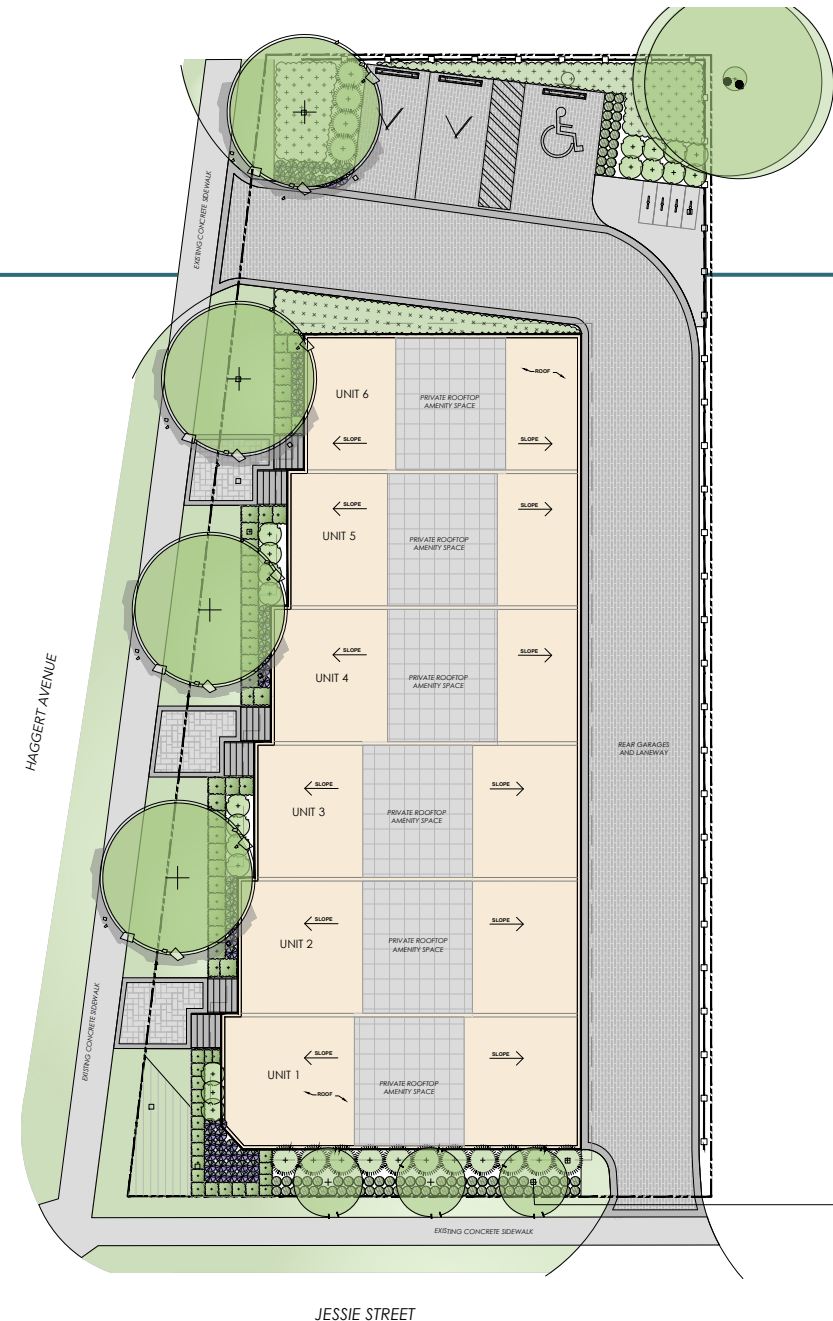 EXISTING CONCRETE SIDEWALK
UNIT 6
PRIVATE ROOFTOP
AMENITY SPACE
ROOF
SLOPE
SLOPE
SLOPE
SLOPE
UNIT 5
PRIVATE ROOFTOP
AMENITY SPACE
SLOPE
SLOPE
UNIT 4
PRIVATE ROOFTOP
AMENITY SPACE
HAGGERT AVENUE
REAR GARAGES
AND LANEWAY
SLOPE
SLOPE
UNIT 3
PRIVATE ROOFTOP
AMENITY SPACE
SLOPE
SLOPE
UNIT 2
PRIVATE ROOFTOP
AMENITY SPACE
EXISTING CONCRETE SIDEWALK
SLOPE
SLOPE
UNIT 1
PRIVATE ROOFTOP
AMENITY SPACE
ROOF
EXISTING CONCRETE SIDEWALK
JESSIE STREET